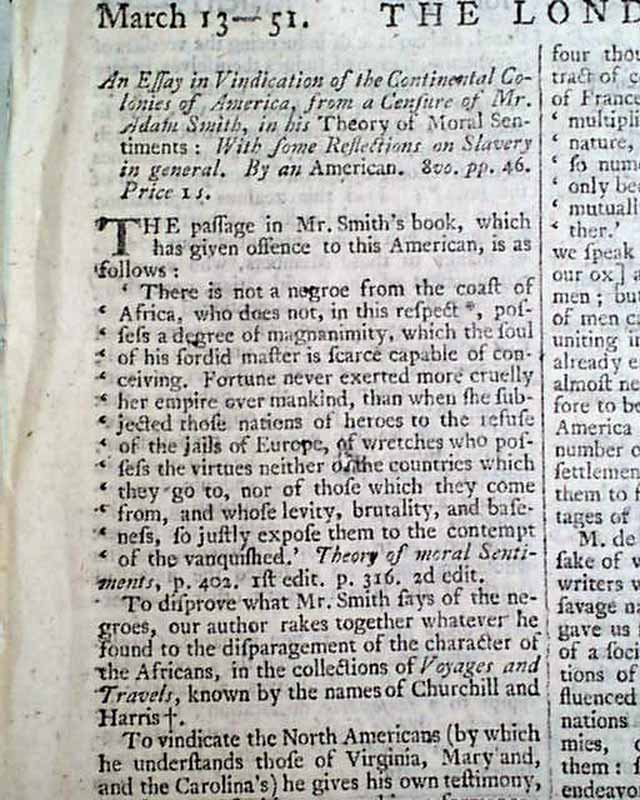 March 13—51. THE LOND
An Eſſay in Vindication of the Continental Co-
lonies of America, from a Cenſure of Mr.
Adam Smith, in his Theory of Moral Sen-
timents: With ſome Reflections on Slavery
in general. By an American. 8vo. pp. 46.
Price 1s.
THE paſſage in Mr. Smith's book, which
has given offence to this American, is as
follows:
‘ There is not a negroe from the coaſt of
‘ Africa, who does not, in this reſpect *, poſ-
‘ ſeſs a degree of magnanimity, which the ſoul
‘ of his ſordid maſter is ſcarce capable of con-
‘ ceiving. Fortune never exerted more cruelly
‘ her empire over mankind, than when ſhe ſub-
‘ jected thoſe nations of heroes to the refuſe
‘ of the jails of Europe, of wretches who poſ-
‘ ſeſs the virtues neither of the countries which
‘ they go to, nor of thoſe which they come
‘ from, and whoſe levity, brutality, and baſe-
‘ neſs, ſo juſtly expoſe them to the contempt
‘ of the vanquiſhed.’ Theory of moral Senti-
ments, p. 402. 1ſt edit. p. 316. 2d edit.
To diſprove what Mr. Smith ſays of the ne-
groes, our author rakes together whatever he
found to the diſparagement of the character of
the Africans, in the collections of Voyages and
Travels, known by the names of Churchill and
Harris †.
To vindicate the North Americans (by which
he underſtands thoſe of Virginia, Maryand,
and the Carolina's) he gives his own teſtimony,
four thou
tract of c
of Franc
‘ multipli
‘ nature,
‘ ſo num
‘ only be
‘ mutuall
‘ ther.’
we ſpeak
our ox] a
men; bu
of men ca
uniting i
already e
almoſt ne
fore to be
America
number o
ſettlemen
them to f
tages of
M. de
ſake of v
writers w
ſavage na
gave us f
of a ſoci
tions of
fluenced
nations
mies, o
them: f
endeavo